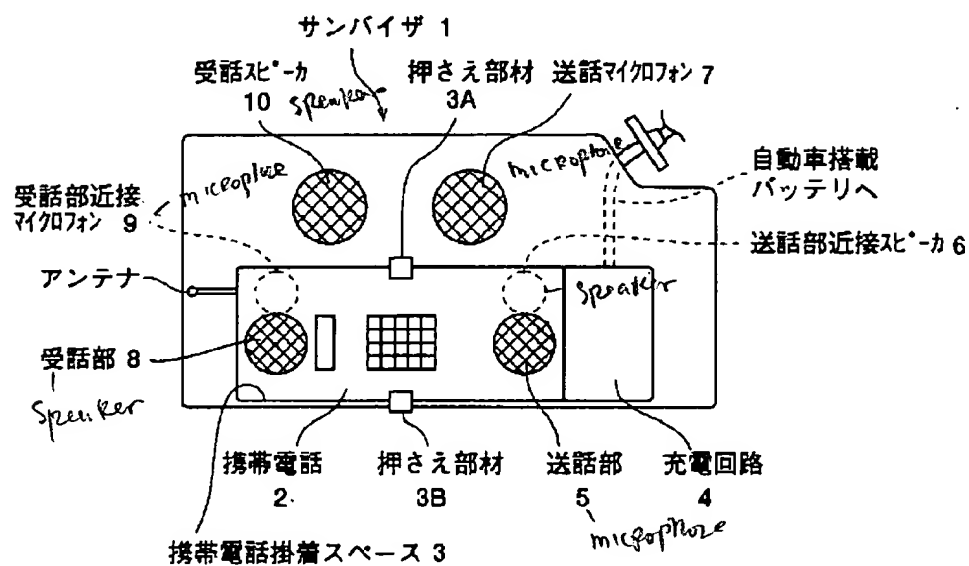 サンバイザ 1
受話スピーカ
10
speaker
押さえ部材
3A
送話マイクロフォン 7
microphone
自動車搭載
バッテリへ
受話部近接
マイクロフォン 9
microphone
送話部近接スピーカ 6
speaker
アンテナ
受話部 8
speaker
携帯電話
2
押さえ部材
3B
送話部
5
microphone
充電回路
4
携帯電話掛着スペース 3